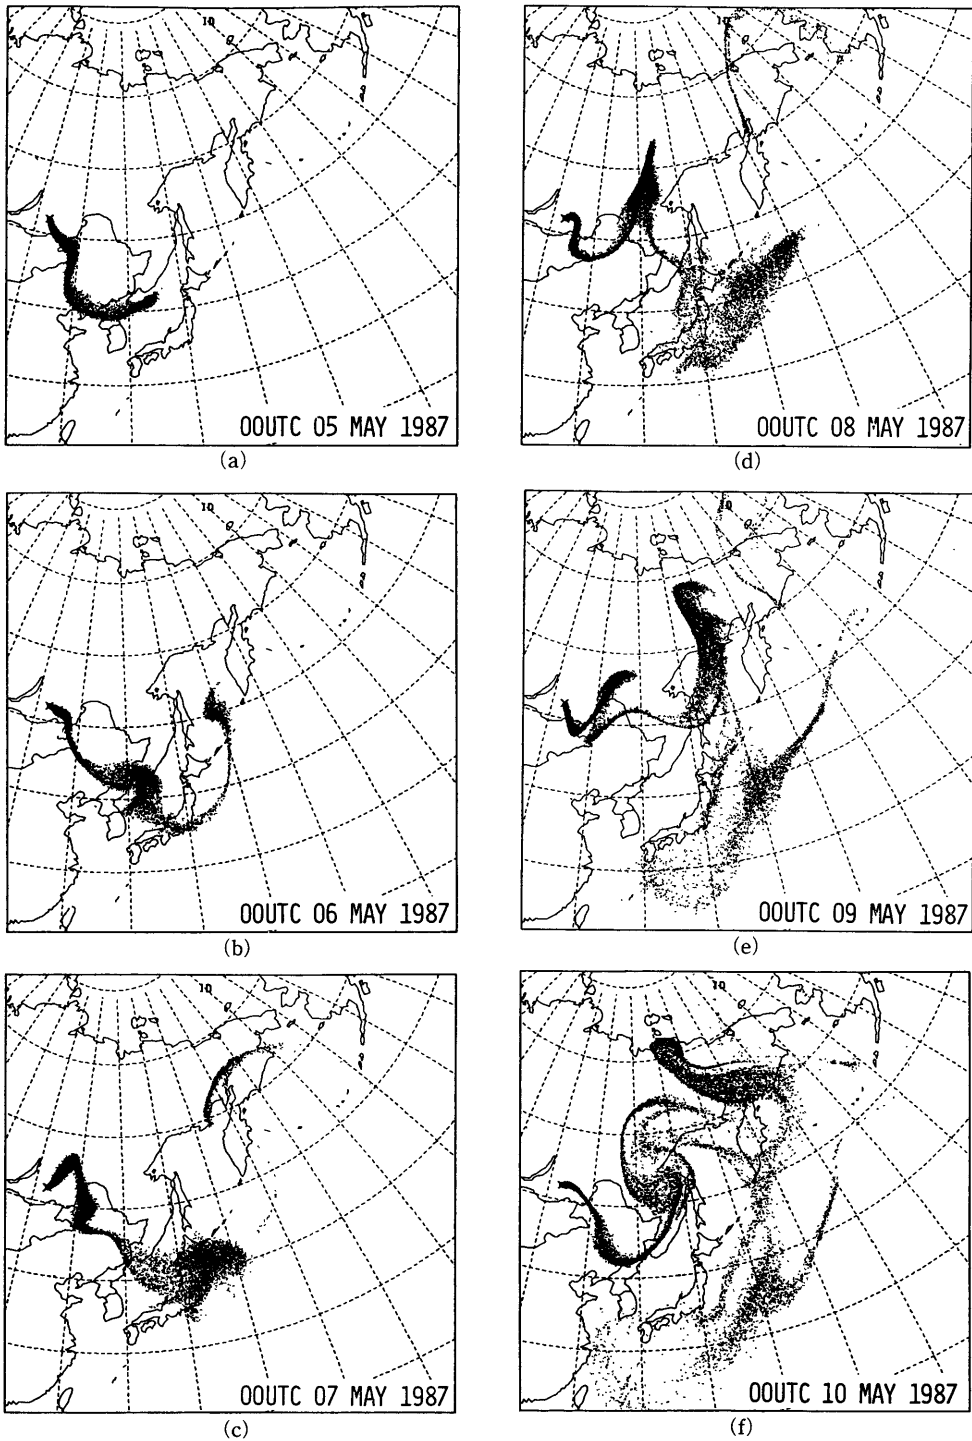 10
00UTC 05 MAY 1987
(a)
10
00UTC 06 MAY 1987
(b)
10
00UTC 07 MAY 1987
(c)
10
00UTC 08 MAY 1987
(d)
10
00UTC 09 MAY 1987
(e)
10
00UTC 10 MAY 1987
(f)